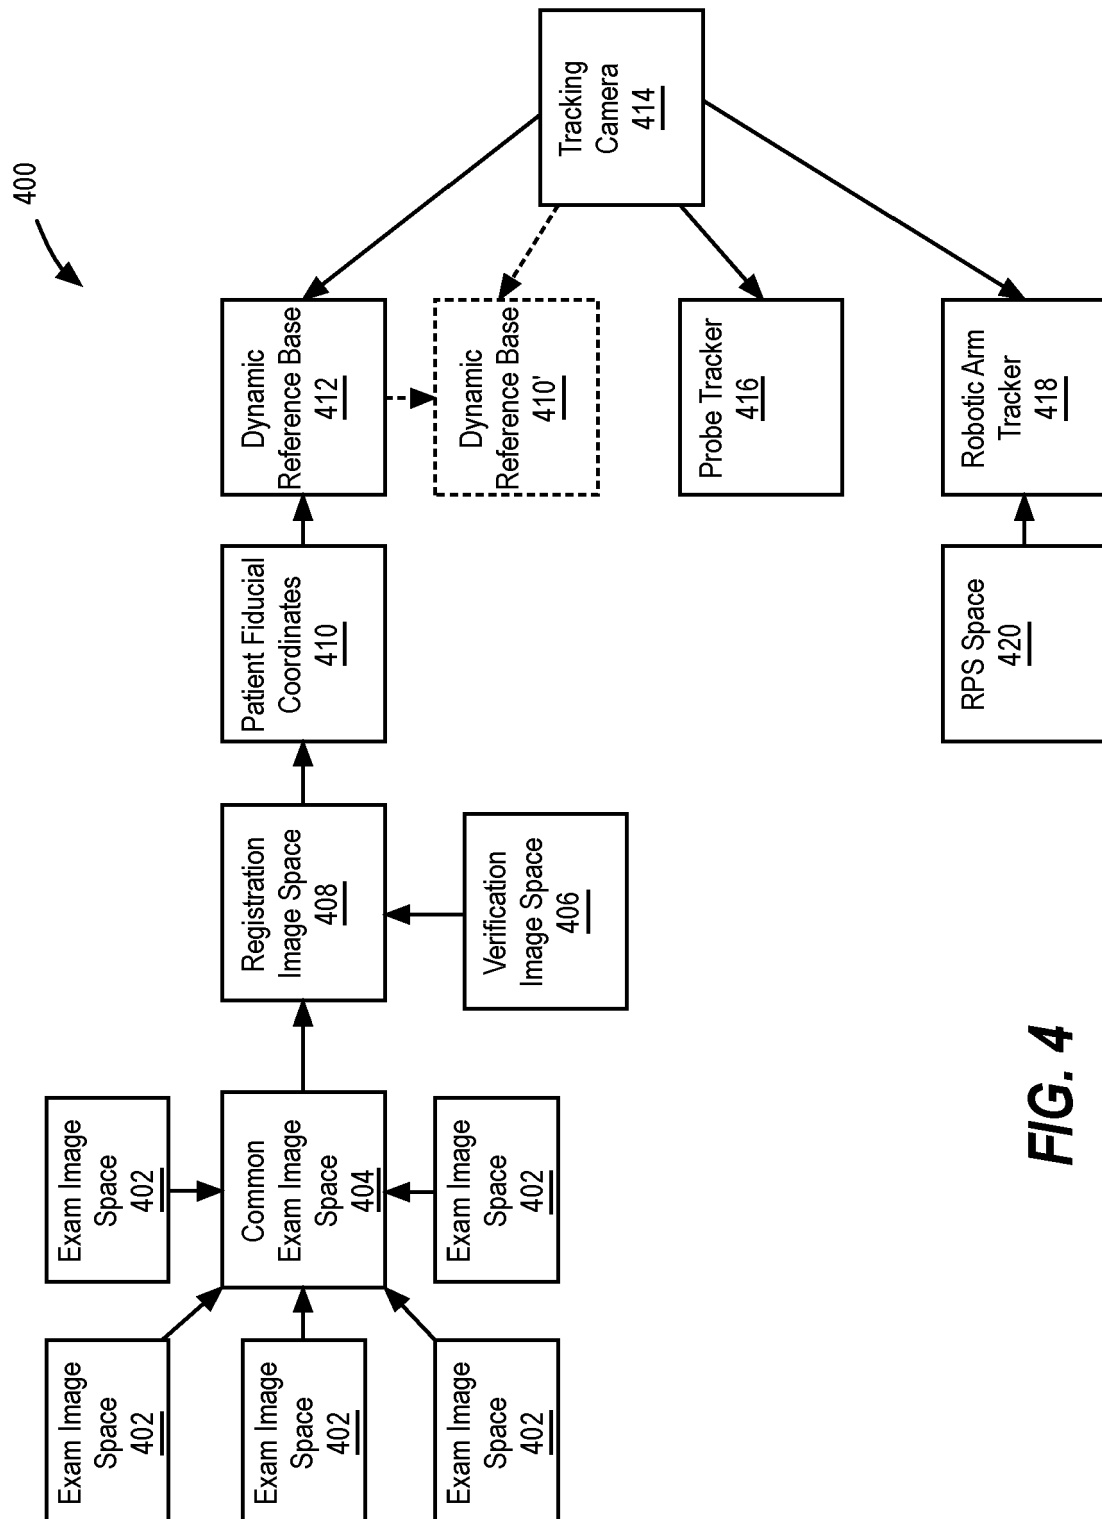 400
Exam Image
Space
402
Exam Image
Space
402
Exam Image
Space
402
Common
Exam Image
Space
404
Registration
Image Space
408
Patient Fiducial
Coordinates
410
Dynamic
Reference Base
412
Exam Image
Space
402
Exam Image
Space
402
Verification
Image Space
406
Dynamic
Reference Base
410'
Tracking
Camera
414
Probe Tracker
416
RPS Space
420
Robotic Arm
Tracker
418
FIG. 4